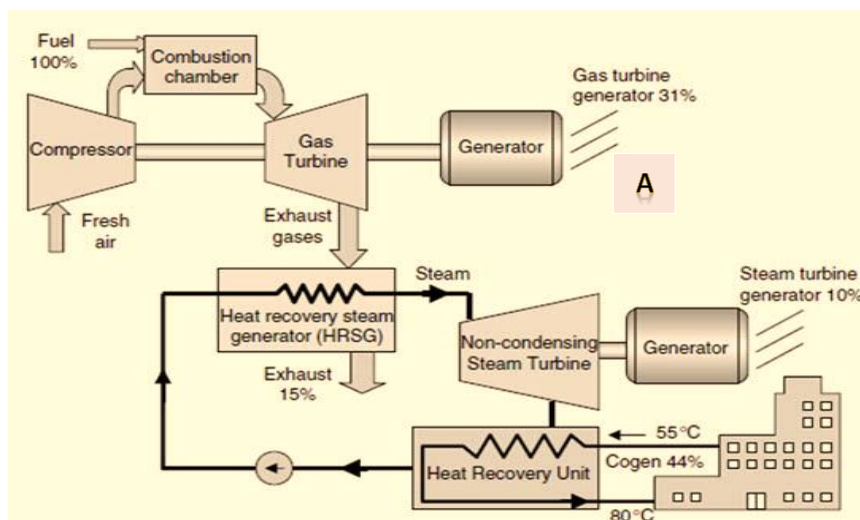 Fuel
100%
Combustion
chamber
Gas turbine
generator 31%
Compressor
Gas
Turbine
Generator
A
Fresh
air
Exhaust
gases
Steam
Steam turbine
generator 10%
Heat recovery steam
generator (HRSG)
Non-condensing
Steam Turbine
Generator
Exhaust
15%
55°C
Cogen 44%
Heat Recovery Unit
80°C